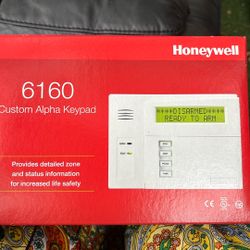 Honeywell
6160
Custom Alpha Keypad
****DISARMED****
READY TO ARM
Provides detailed zone
and status information
for increased life safety